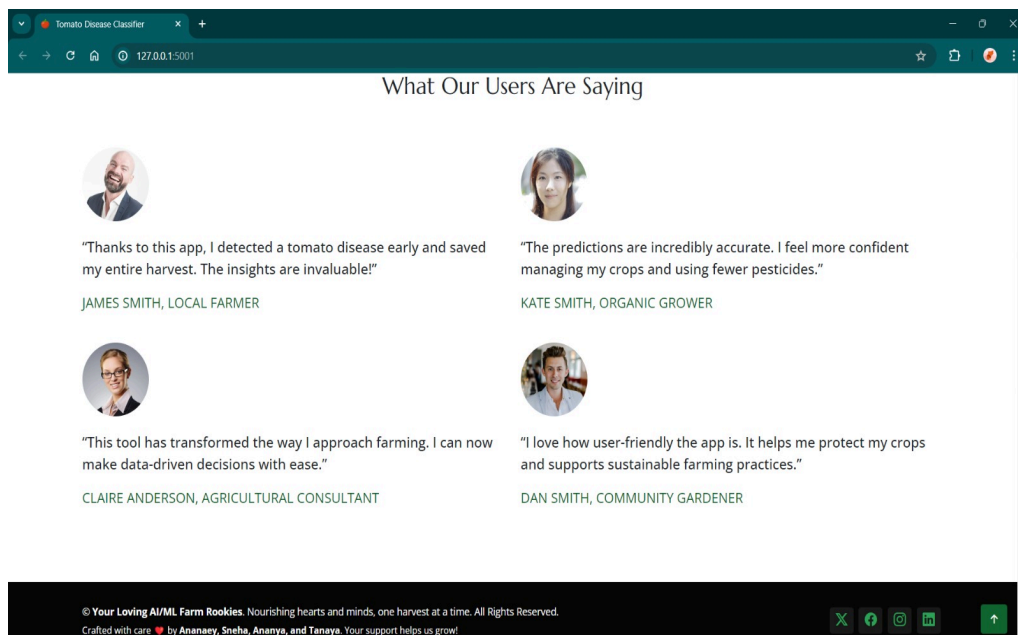 Tomato Disease Classifier
127.0.0.1:5001
What Our Users Are Saying
“Thanks to this app, I detected a tomato disease early and saved
my entire harvest. The insights are invaluable!”
JAMES SMITH, LOCAL FARMER
“The predictions are incredibly accurate. I feel more confident
managing my crops and using fewer pesticides.”
KATE SMITH, ORGANIC GROWER
“This tool has transformed the way I approach farming. I can now
make data-driven decisions with ease.”
CLAIRE ANDERSON, AGRICULTURAL CONSULTANT
“I love how user-friendly the app is. It helps me protect my crops
and supports sustainable farming practices.”
DAN SMITH, COMMUNITY GARDENER
© Your Loving AI/ML Farm Rookies. Nourishing hearts and minds, one harvest at a time. All Rights Reserved.
Crafted with care ❤️ by Ananaey, Sneha, Ananya, and Tanaya. Your support helps us grow!